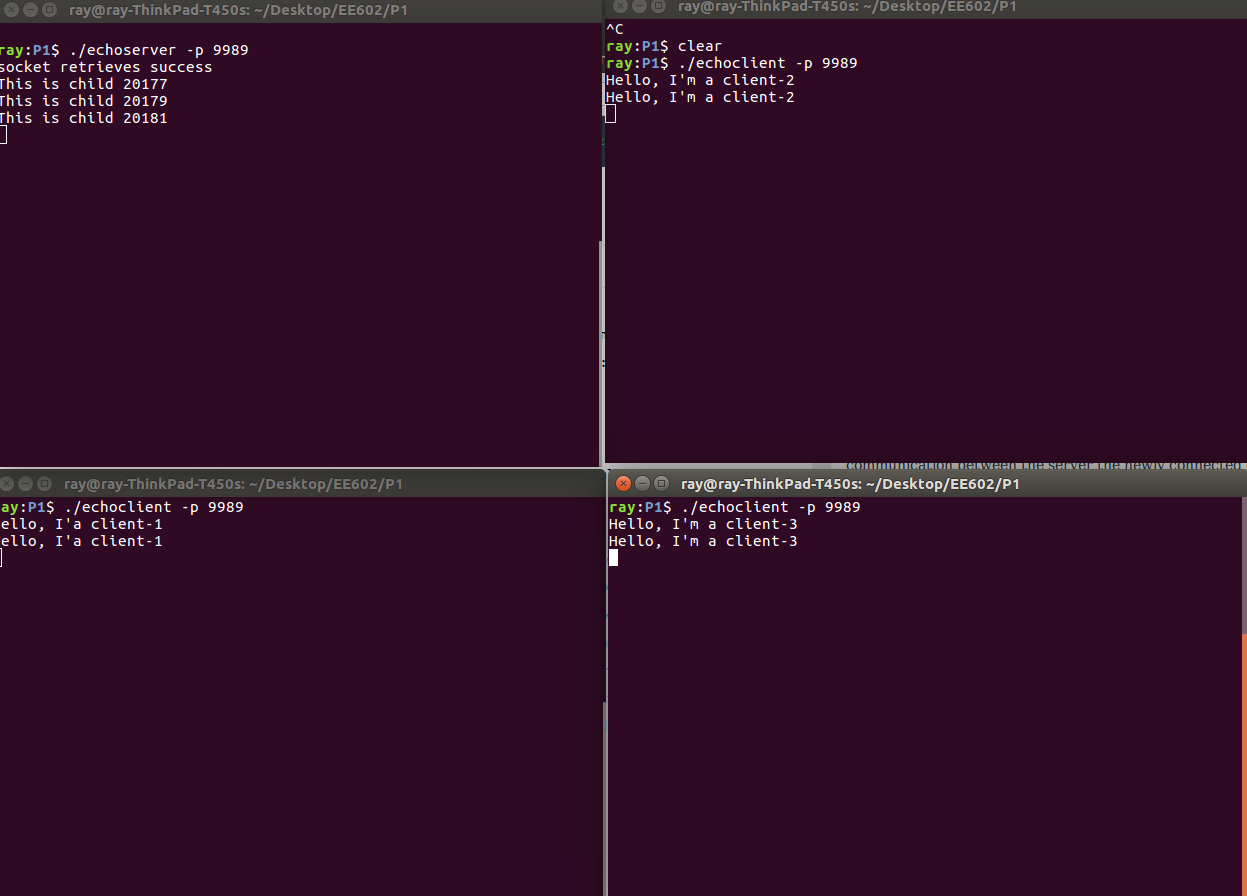 ray@ray-ThinkPad-T450s: ~/Desktop/EE602/P1
ray:P1$ ./echoserver -p 9989
socket retrieves success
This is child 20177
This is child 20179
This is child 20181
ray@ray-ThinkPad-T450s: ~/Desktop/EE602/P1
^C
ray:P1$ clear
ray:P1$ ./echoclient -p 9989
Hello, I'm a client-2
Hello, I'm a client-2
communication between the server the newly connected
ray@ray-ThinkPad-T450s: ~/Desktop/EE602/P1
ay:P1$ ./echoclient -p 9989
ello, I'a client-1
ello, I'a client-1
ray@ray-ThinkPad-T450s: ~/Desktop/EE602/P1
ray:P1$ ./echoclient -p 9989
Hello, I'm a client-3
Hello, I'm a client-3